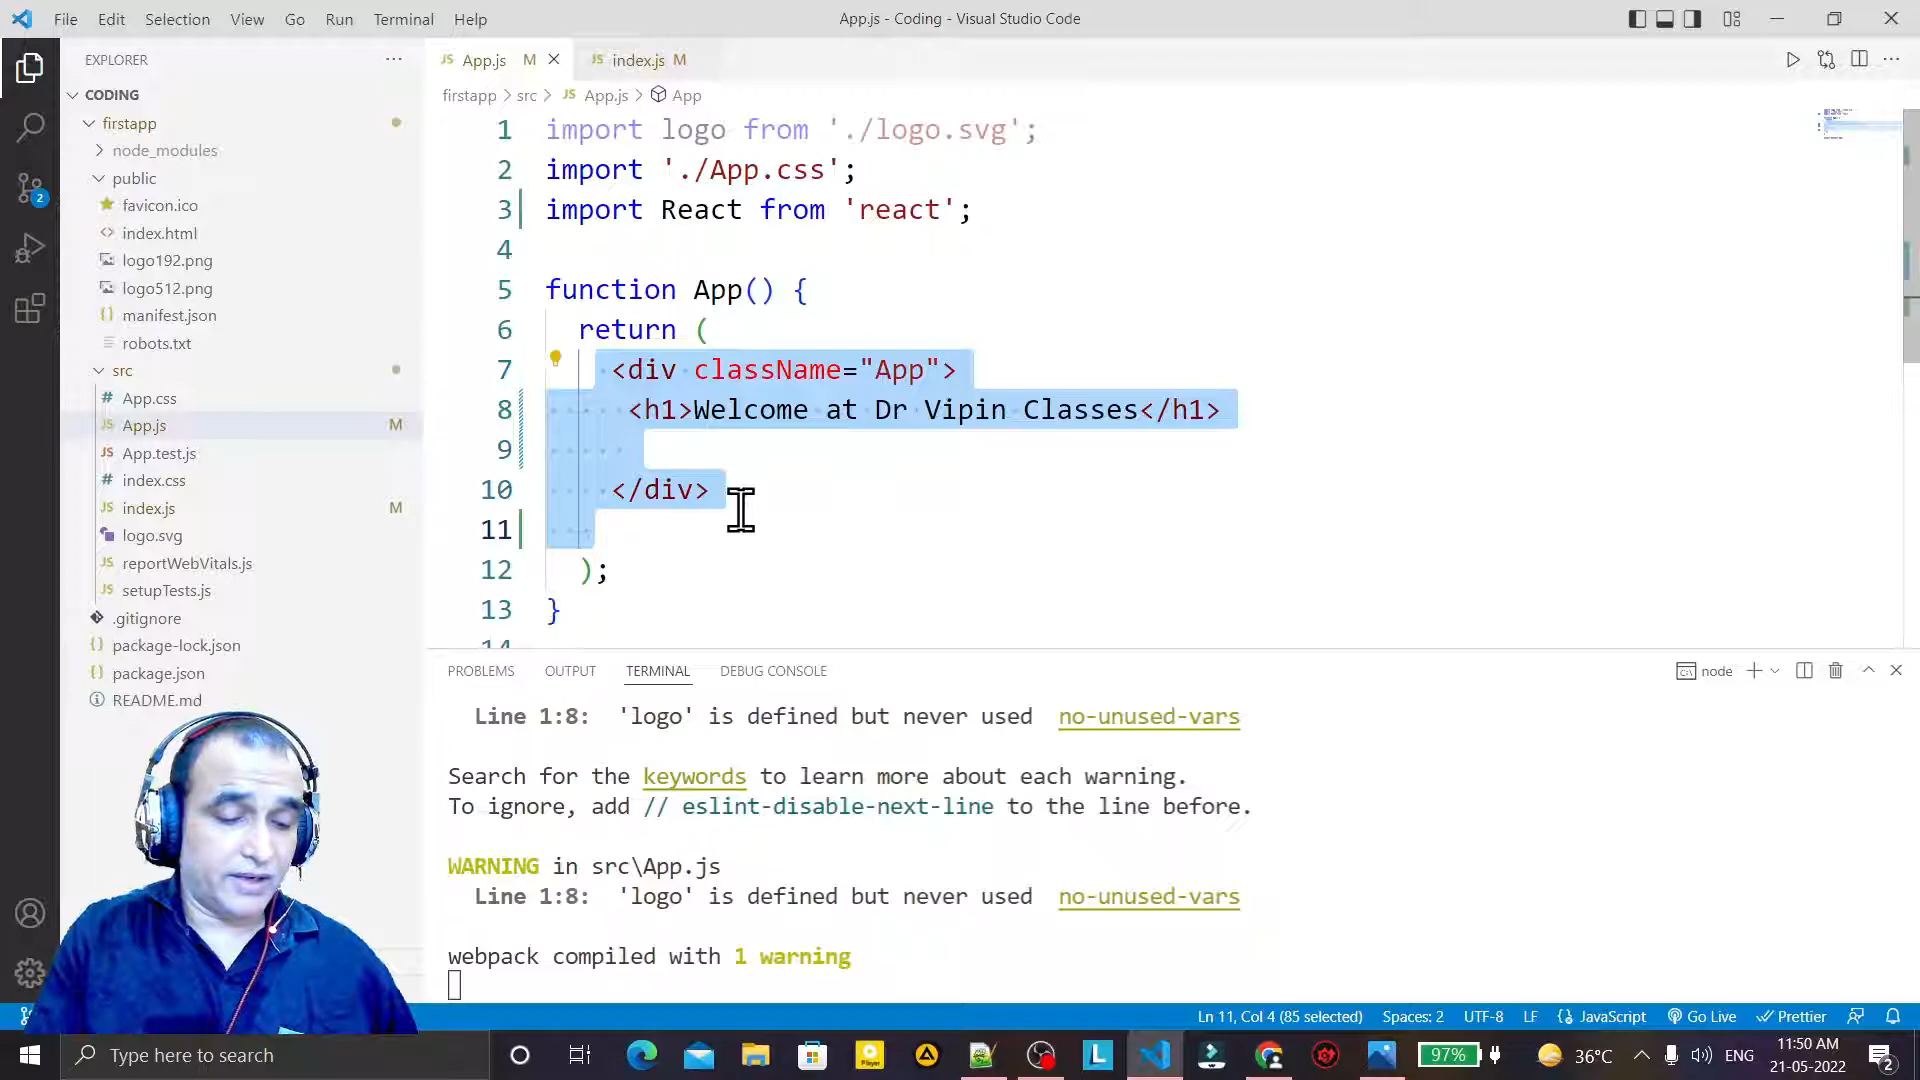 File Edit Selection View Go Run Terminal Help
App.js - Coding - Visual Studio Code
EXPLORER
CODING
firstapp
node_modules
public
favicon.ico
index.html
logo192.png
logo512.png
manifest.json
robots.txt
src
App.css
App.js M
App.test.js
index.css
index.js M
logo.svg
reportWebVitals.js
setupTests.js
.gitignore
package-lock.json
package.json
README.md
2
JS App.js M
JS index.js M
firstapp > src > JS App.js > App
1 import logo from './logo.svg';
2 import './App.css';
3 import React from 'react';
4
5 function App() {
6 return (
7 <div className="App">
8 <h1>Welcome at Dr Vipin Classes</h1>
9
10 </div>
11
12 );
13 }
14
PROBLEMS OUTPUT TERMINAL DEBUG CONSOLE
node
Line 1:8: 'logo' is defined but never used no-unused-vars
Search for the keywords to learn more about each warning.
To ignore, add // eslint-disable-next-line to the line before.
WARNING in src\App.js
Line 1:8: 'logo' is defined but never used no-unused-vars
webpack compiled with 1 warning
Ln 11, Col 4 (85 selected) Spaces: 2 UTF-8 LF {} JavaScript Go Live Prettier
Type here to search
Player
L
97%
36°C
ENG
11:50 AM
21-05-2022
2